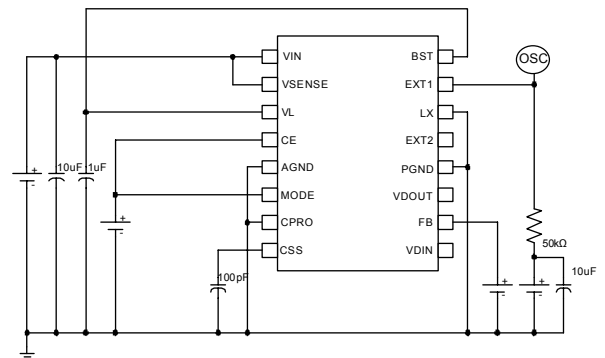 VIN
BST
OSC
VSENSE
EXT1
VL
LX
CE
EXT2
+
10uF
1uF
AGND
PGND
-
MODE
VDOUT
+
CPRO
FB
-
50kΩ
CSS
VDIN
10uF
100pF
+
+
-
-